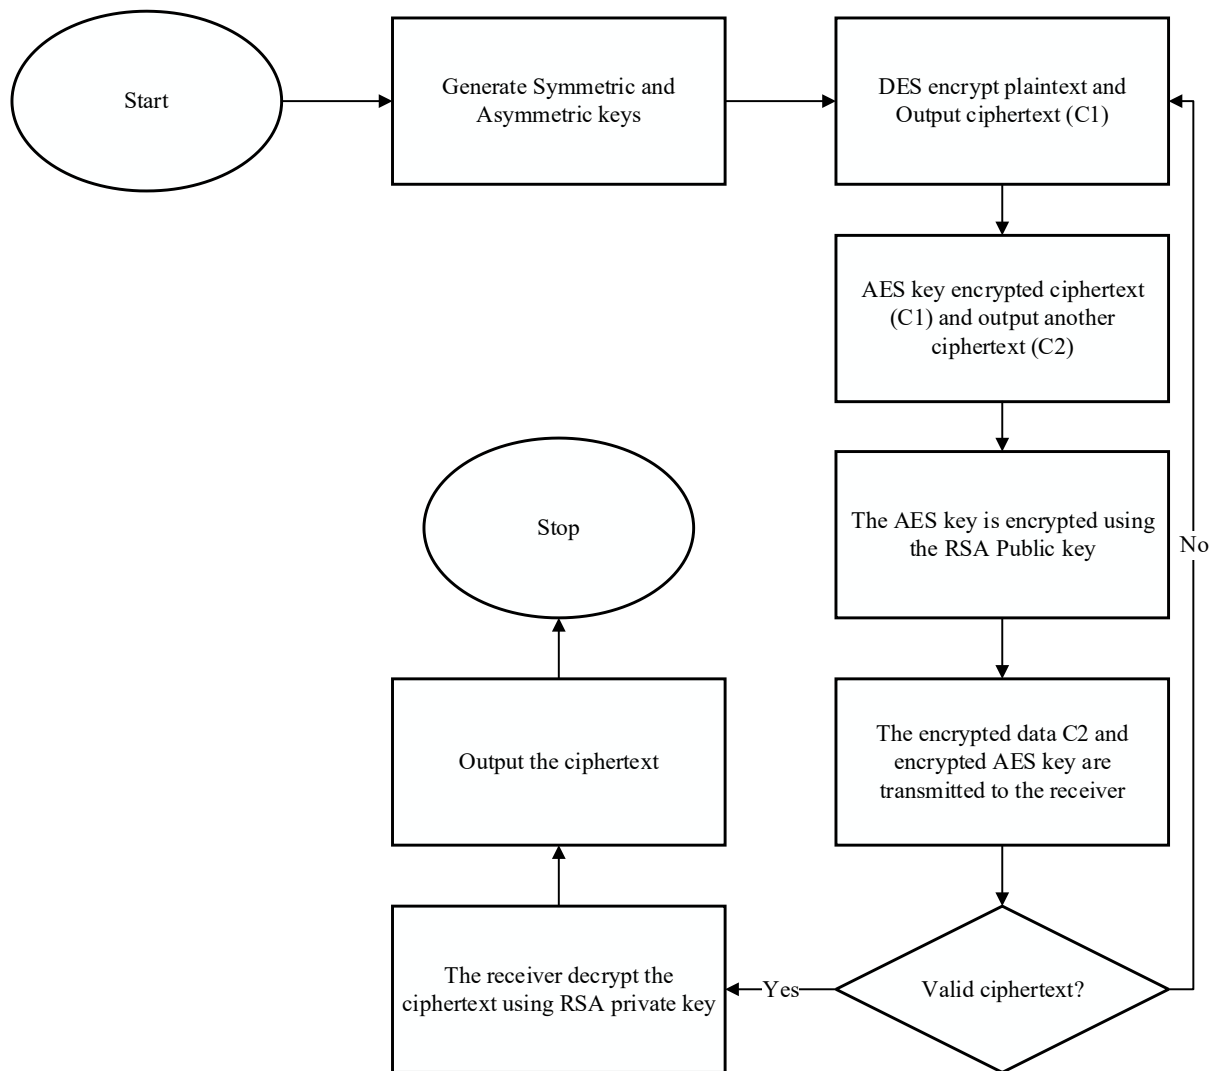 Start
Generate Symmetric and
Asymmetric keys
DES encrypt plaintext and
Output ciphertext (C1)
AES key encrypted ciphertext
(C1) and output another
ciphertext (C2)
The AES key is encrypted using
the RSA Public key
No
The encrypted data C2 and
encrypted AES key are
transmitted to the receiver
Valid ciphertext?
Yes
The receiver decrypt the
ciphertext using RSA private key
Output the ciphertext
Stop